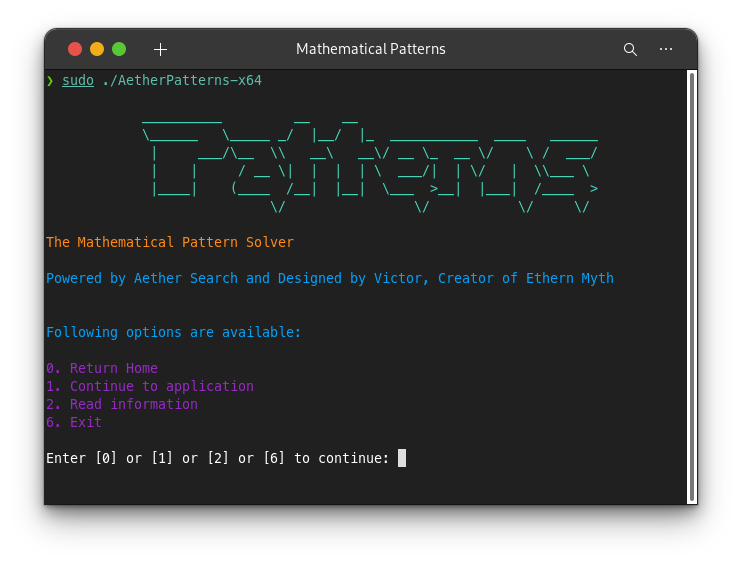 Mathematical Patterns
❯ sudo ./AetherPatterns-x64
Patterns
The Mathematical Pattern Solver
Powered by Aether Search and Designed by Victor, Creator of Ethern Myth
Following options are available:
0. Return Home
1. Continue to application
2. Read information
6. Exit
Enter [0] or [1] or [2] or [6] to continue: